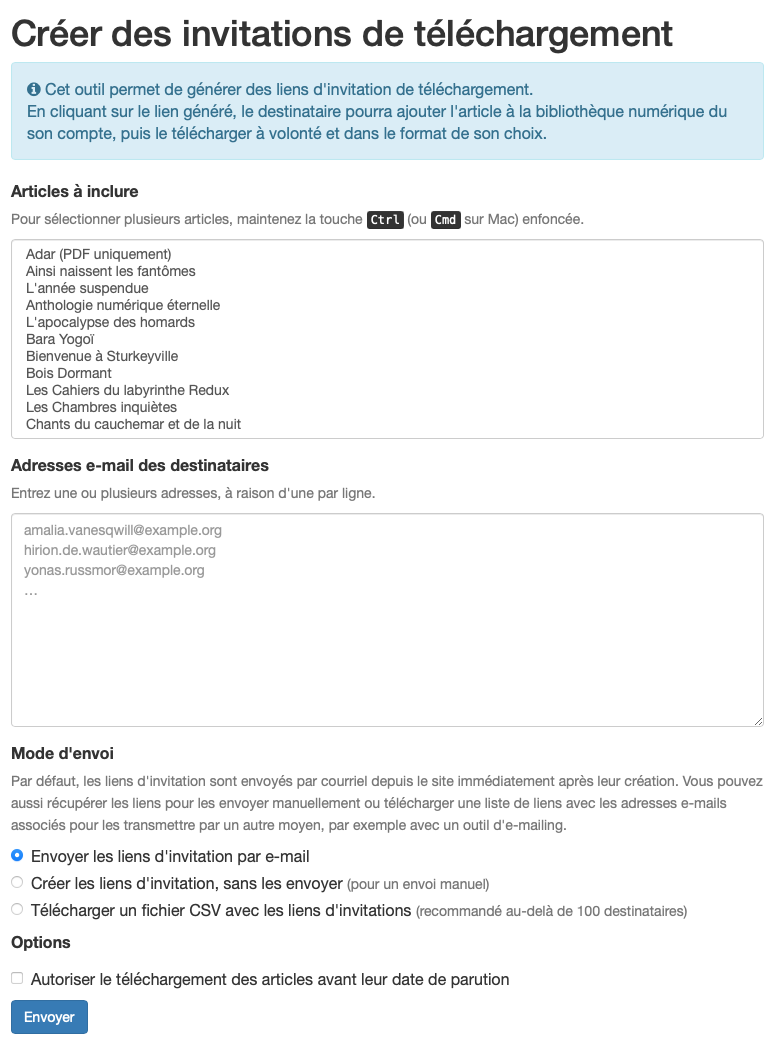 Créer des invitations de téléchargement
Cet outil permet de générer des liens d'invitation de téléchargement.
En cliquant sur le lien généré, le destinataire pourra ajouter l'article à la bibliothèque numérique du
son compte, puis le télécharger à volonté et dans le format de son choix.
Articles à inclure
Pour sélectionner plusieurs articles, maintenez la touche Ctrl (ou Cmd sur Mac) enfoncée.
Adar (PDF uniquement)
Ainsi naissent les fantômes
L'année suspendue
Anthologie numérique éternelle
L'apocalypse des homards
Bara Yogoï
Bienvenue à Sturkeyville
Bois Dormant
Les Cahiers du labyrinthe Redux
Les Chambres inquiètes
Chants du cauchemar et de la nuit
Adresses e-mail des destinataires
Entrez une ou plusieurs adresses, à raison d'une par ligne.
amalia.vanesqwill@example.org
hirion.de.wautier@example.org
yonas.russmor@example.org
…
Mode d'envoi
Par défaut, les liens d'invitation sont envoyés par courriel depuis le site immédiatement après leur création. Vous pouvez
aussi récupérer les liens pour les envoyer manuellement ou télécharger une liste de liens avec les adresses e-mails
associés pour les transmettre par un autre moyen, par exemple avec un outil d'e-mailing.
Envoyer les liens d'invitation par e-mail
Créer les liens d'invitation, sans les envoyer (pour un envoi manuel)
Télécharger un fichier CSV avec les liens d'invitations (recommandé au-delà de 100 destinataires)
Options
Autoriser le téléchargement des articles avant leur date de parution
Envoyer